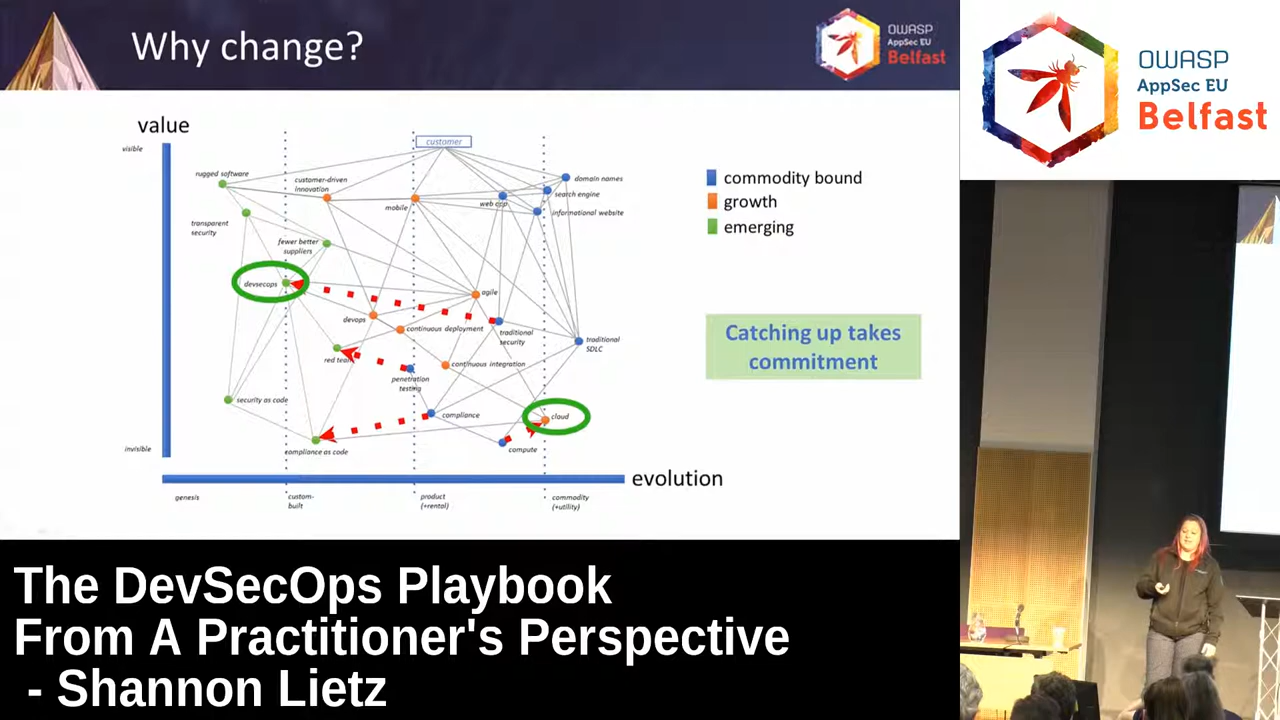 Why change?
OWASP
AppSec EU
Belfast
OWASP
AppSec EU
Belfast
value
visible
customer
rugged software
customer-driven
innovation
mobile
web app
domain names
search engine
informational website
transparent
security
fewer better
suppliers
devsecops
agile
devops
continuous deployment
traditional
security
traditional
SDLC
red team
continuous integration
penetration
testing
security as code
compliance
cloud
compute
compliance as code
invisible
evolution
genesis
custom-
built
product
(+rental)
commodity
(+utility)
commodity bound
growth
emerging
Catching up takes
commitment
The DevSecOps Playbook
From A Practitioner's Perspective
- Shannon Lietz